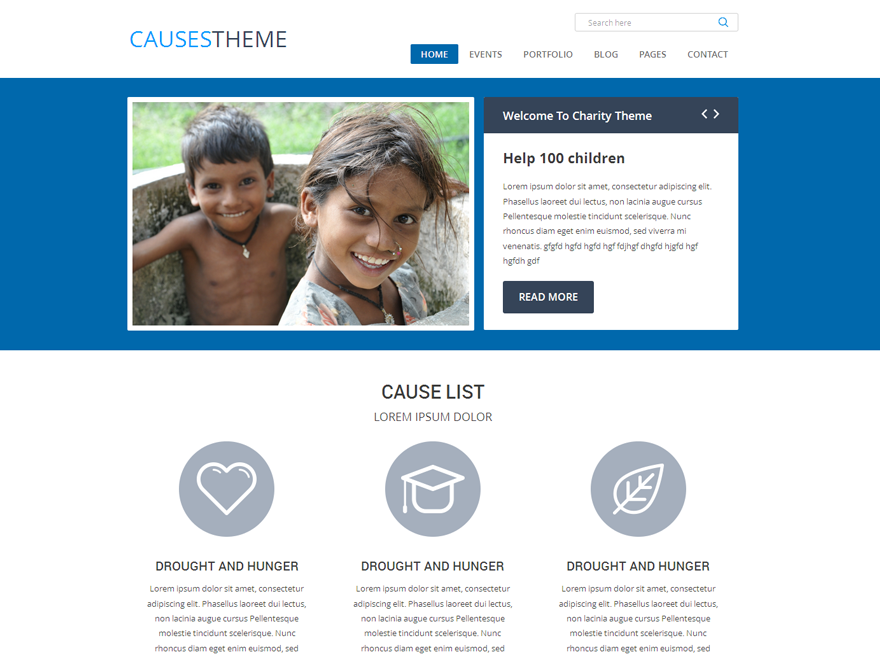 CAUSESTHEME
Search here
HOME EVENTS PORTFOLIO BLOG PAGES CONTACT
Welcome To Charity Theme
Help 100 children
Lorem ipsum dolor sit amet, consectetur adipiscing elit.
Phasellus laoreet dui lectus, non lacinia augue cursus
Pellentesque molestie tincidunt scelerisque. Nunc
rhoncus diam eget enim euismod, sed viverra mi
venenatis. gfgfd hgfd hgfd hgf fdjhgf dhgfd hjgfd hgf
hgfdh gdf
READ MORE
CAUSE LIST
LOREM IPSUM DOLOR
DROUGHT AND HUNGER
Lorem ipsum dolor sit amet, consectetur
adipiscing elit. Phasellus laoreet dui lectus,
non lacinia augue cursus Pellentesque
molestie tincidunt scelerisque. Nunc
rhoncus diam eget enim euismod, sed
DROUGHT AND HUNGER
Lorem ipsum dolor sit amet, consectetur
adipiscing elit. Phasellus laoreet dui lectus,
non lacinia augue cursus Pellentesque
molestie tincidunt scelerisque. Nunc
rhoncus diam eget enim euismod, sed
DROUGHT AND HUNGER
Lorem ipsum dolor sit amet, consectetur
adipiscing elit. Phasellus laoreet dui lectus,
non lacinia augue cursus Pellentesque
molestie tincidunt scelerisque. Nunc
rhoncus diam eget enim euismod, sed